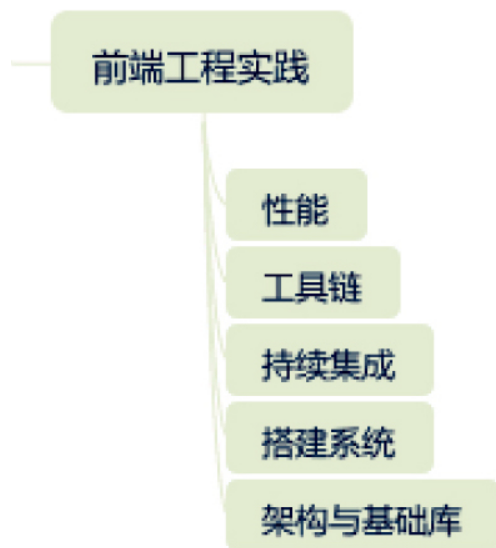 前端工程实践
性能
工具链
持续集成
搭建系统
架构与基础库